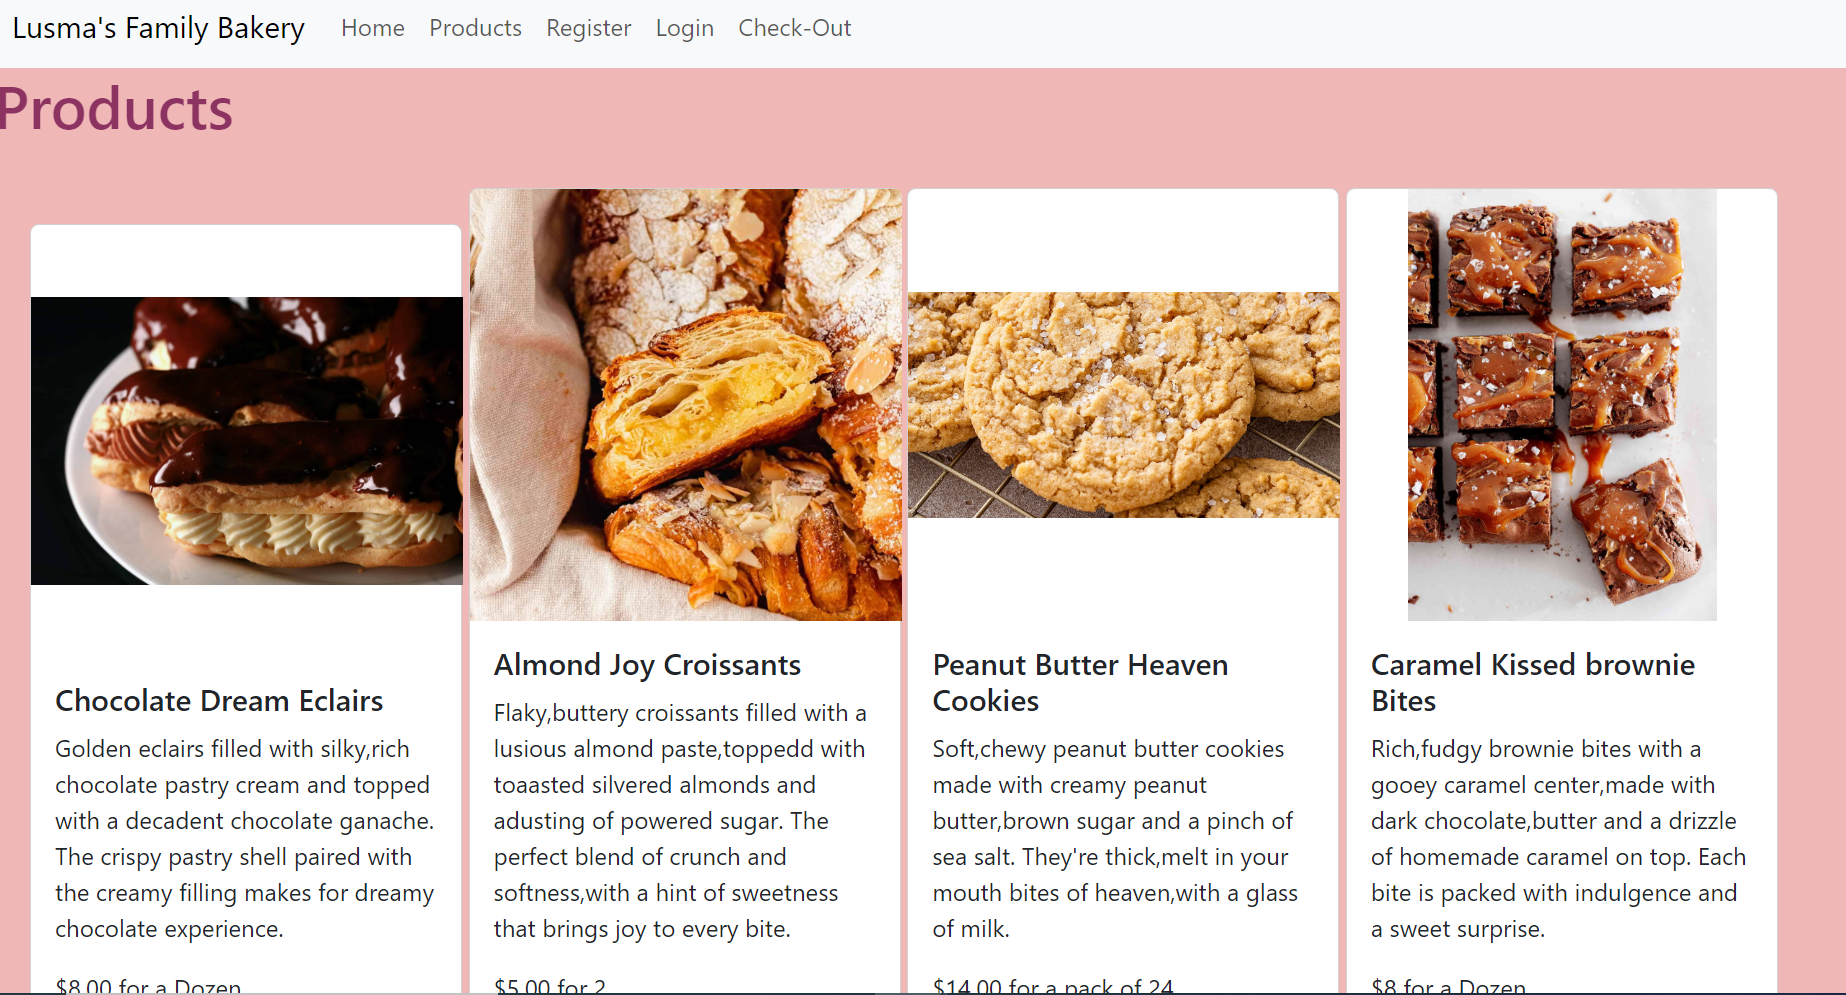 Lusma's Family Bakery Home Products Register Login Check-Out
Products
Chocolate Dream Eclairs
Golden eclairs filled with silky,rich
chocolate pastry cream and topped
with a decadent chocolate ganache.
The crispy pastry shell paired with
the creamy filling makes for dreamy
chocolate experience.
$8.00 for a Dozen
Almond Joy Croissants
Flaky,buttery croissants filled with a
lusious almond paste,toppedd with
toaasted silvered almonds and
adusting of powered sugar. The
perfect blend of crunch and
softness,with a hint of sweetness
that brings joy to every bite.
$5.00 for 2
Peanut Butter Heaven
Cookies
Soft,chewy peanut butter cookies
made with creamy peanut
butter,brown sugar and a pinch of
sea salt. They're thick,melt in your
mouth bites of heaven,with a glass
of milk.
$14.00 for a pack of 24
Caramel Kissed brownie
Bites
Rich,fudgy brownie bites with a
gooey caramel center,made with
dark chocolate,butter and a drizzle
of homemade caramel on top. Each
bite is packed with indulgence and
a sweet surprise.
$8 for a Dozen